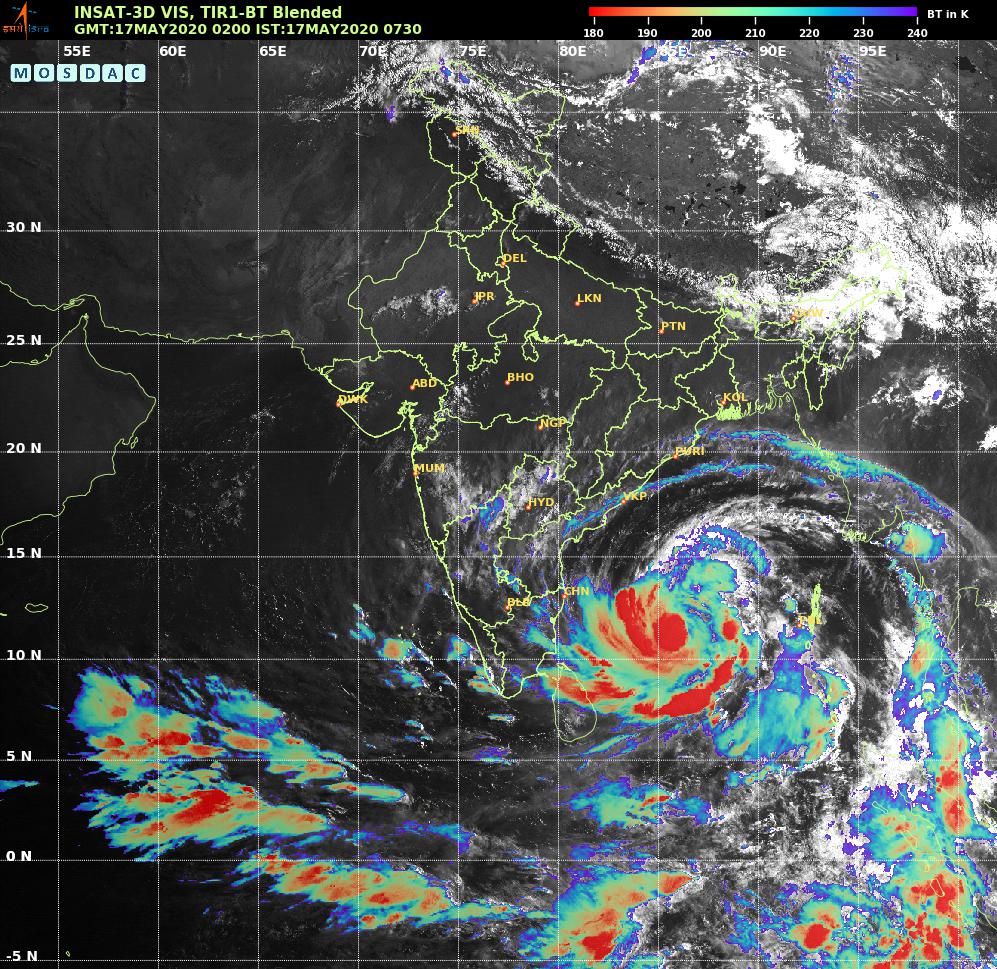 INSAT-3D VIS, TIR1-BT Blended
GMT:17MAY2020 0200 IST:17MAY2020 0730
BT in K
180 190 200 210 220 230 240
55E 60E 65E 70E 75E 80E 85E 90E 95E
MOSDAC
SRN
30 N
DEL
JPR
LKN
PTN
25 N
BHO
ABD
DWK
KOL
NGP
20 N
PURI
MUM
VKP
HYD
15 N
CHN
BLR
10 N
5 N
0 N
-5 N